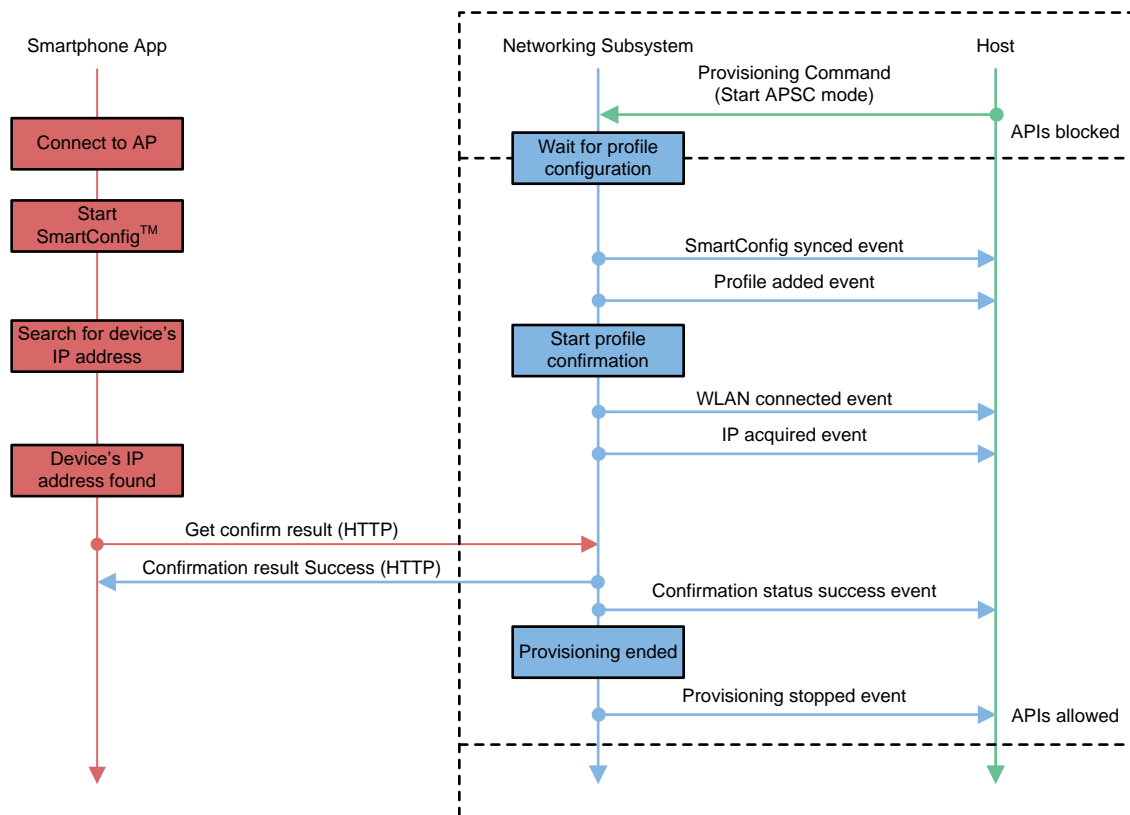 Smartphone App
Networking Subsystem
Host
Provisioning Command
(Start APSC mode)
APIs blocked
Connect to AP
Wait for profile
configuration
Start
SmartConfig™
SmartConfig synced event
Profile added event
Search for device’s
IP address
Start profile
confirmation
WLAN connected event
IP acquired event
Device’s IP
address found
Get confirm result (HTTP)
Confirmation result Success (HTTP)
Confirmation status success event
Provisioning ended
Provisioning stopped event
APIs allowed